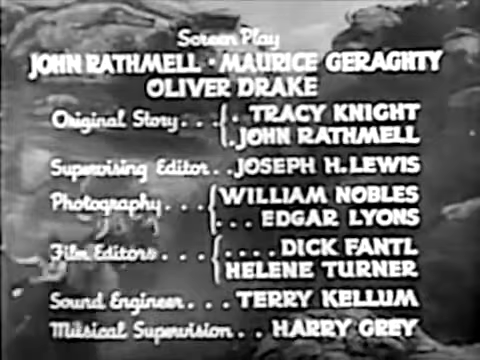 Screen Play
JOHN RATHMELL · MAURICE GERAGHTY
OLIVER DRAKE
Original Story . . . { . TRACY KNIGHT
. JOHN RATHMELL
Supervising Editor . . JOSEPH H. LEWIS
Photography . . . { WILLIAM NOBLES
. . . EDGAR LYONS
Film Editors . . . { . . . . DICK FANTL
HELENE TURNER
Sound Engineer . . . TERRY KELLUM
Musical Supervision . . HARRY GREY